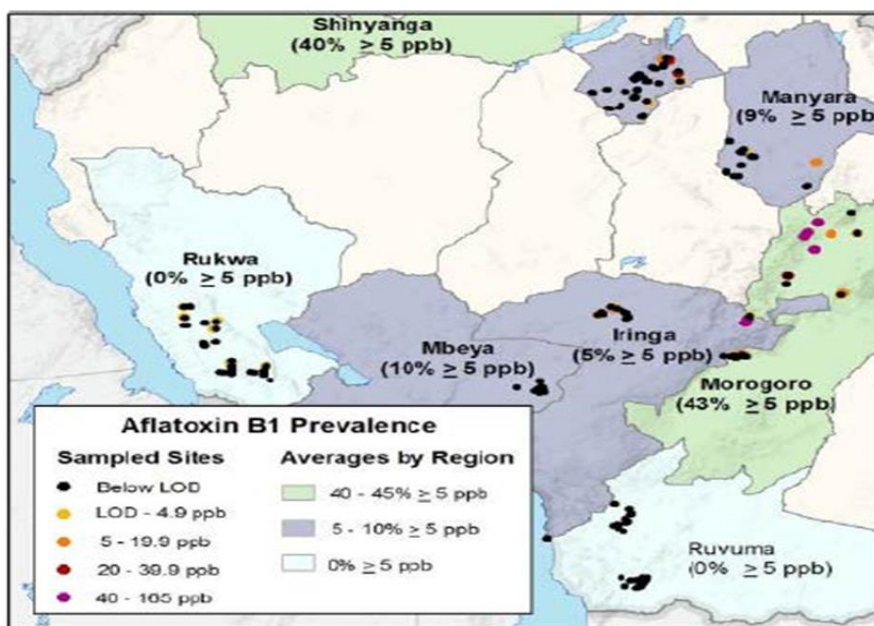 Shinyanga
(40% ≥ 5 ppb)
Manyara
(9% ≥ 5 ppb)
Rukwa
(0% ≥ 5 ppb)
Mbeya
(10% ≥ 5 ppb)
Iringa
(5% ≥ 5 ppb)
Morogoro
(43% ≥ 5 ppb)
Ruvuma
(0% ≥ 5 ppb)
Aflatoxin B1 Prevalence
Sampled Sites
Below LOD
LOD - 4.9 ppb
5 - 19.9 ppb
20 - 39.9 ppb
40 - 165 ppb
Averages by Region
40 - 45% ≥ 5 ppb
5 - 10% ≥ 5 ppb
0% ≥ 5 ppb